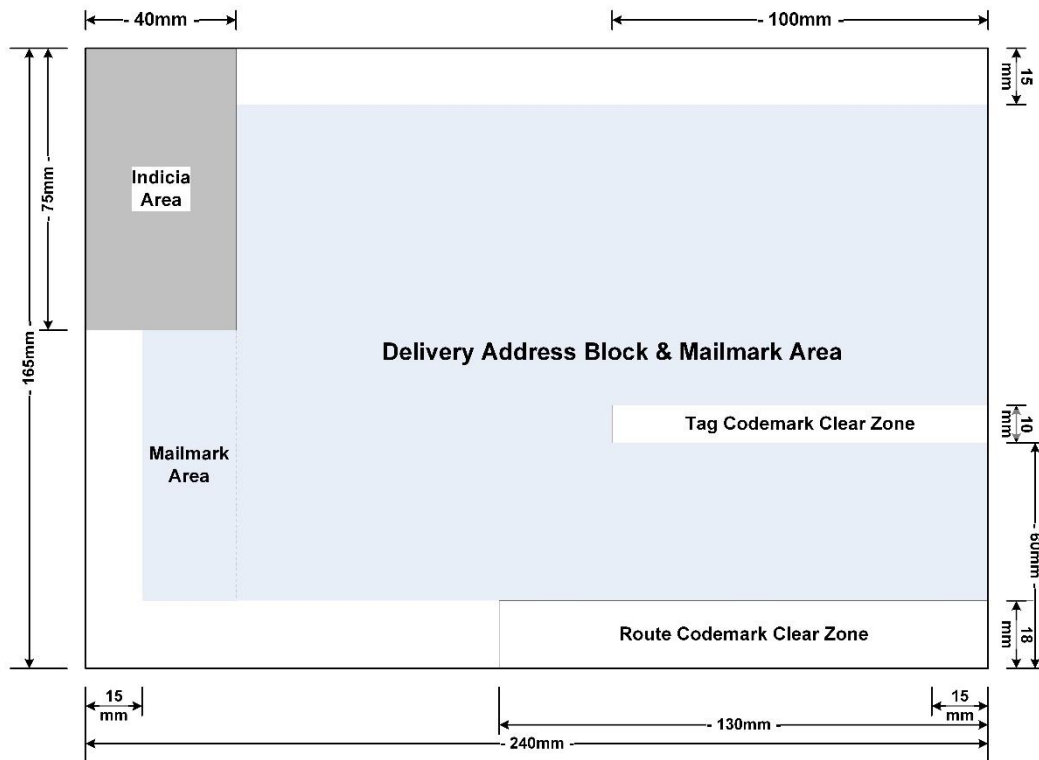 - 40mm -
- 100mm -
15
mm
Indicia
Area
- 75mm -
- 165mm -
Delivery Address Block & Mailmark Area
Tag Codemark Clear Zone
10
mm
Mailmark
Area
- 60mm -
Route Codemark Clear Zone
18
mm
15
mm
15
mm
- 130mm -
- 240mm -